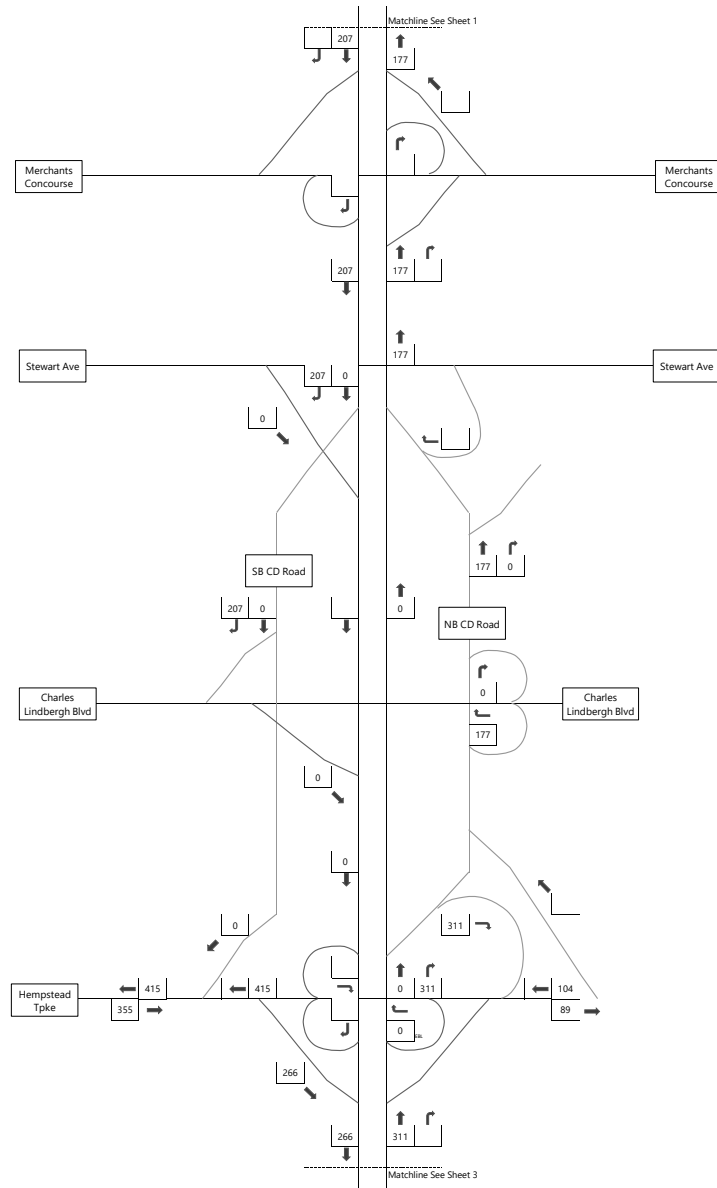 Matchline See Sheet 1
207
177
Merchants
Concourse
Merchants
Concourse
207
177
177
Stewart Ave
Stewart Ave
207 0
0
177 0
SB CD Road
207 0
0
NB CD Road
0
Charles
Lindbergh Blvd
Charles
Lindbergh Blvd
177
0
0
0
311
415
415
0 311
104
Hempstead
Tpke
355
89
0
266
266
311
Matchline See Sheet 3